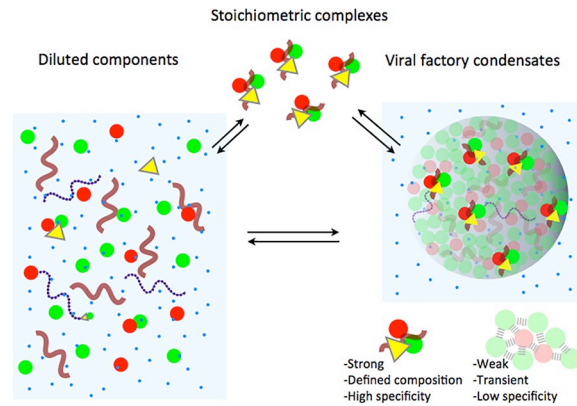 Stoichiometric complexes
Diluted components
Viral factory condensates
-Strong
-Defined composition
-High specificity
-Weak
-Transient
-Low specificity